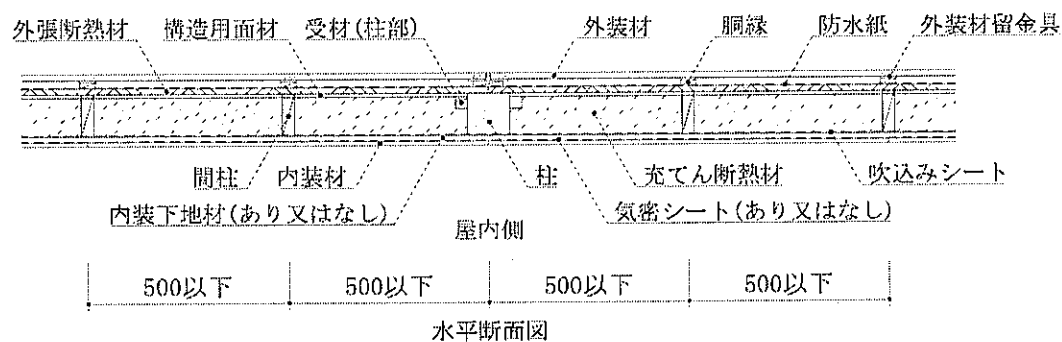 外張断熱材 構造用面材 受材(柱部) 外装材 胴縁 防水紙 外装材留金具
間柱 内装材 柱 充てん断熱材 吹込みシート
内装下地材(あり又はなし) 気密シート(あり又はなし)
屋内側
500以下 500以下 500以下 500以下
水平断面図